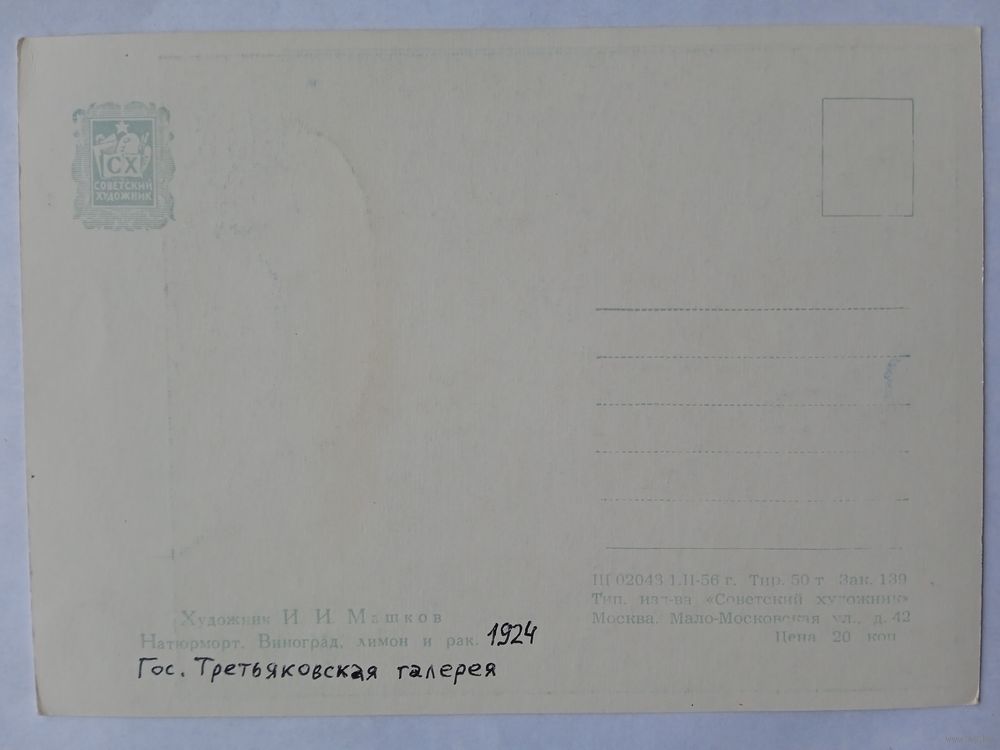 СХ
СОВЕТСКИЙ
ХУДОЖНИК
Ш 02043 1.II-56 г. Тир. 50 т Зак. 139
Тип. изд-ва «Советский художник»
Москва, Мало-Московская ул., д. 42
Цена 20 коп
Художник И. И. Машков
Натюрморт. Виноград, лимон и рак. 1924
Гос. Третьяковская галерея